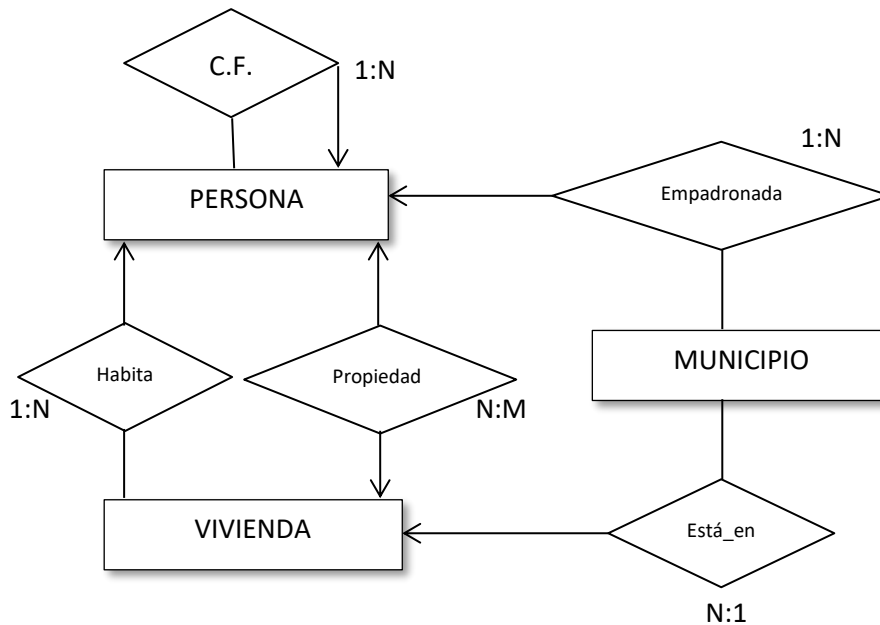 C.F.
1:N
PERSONA
1:N
Empadronada
MUNICIPIO
Habita
1:N
Propiedad
N:M
VIVIENDA
Está_en
N:1